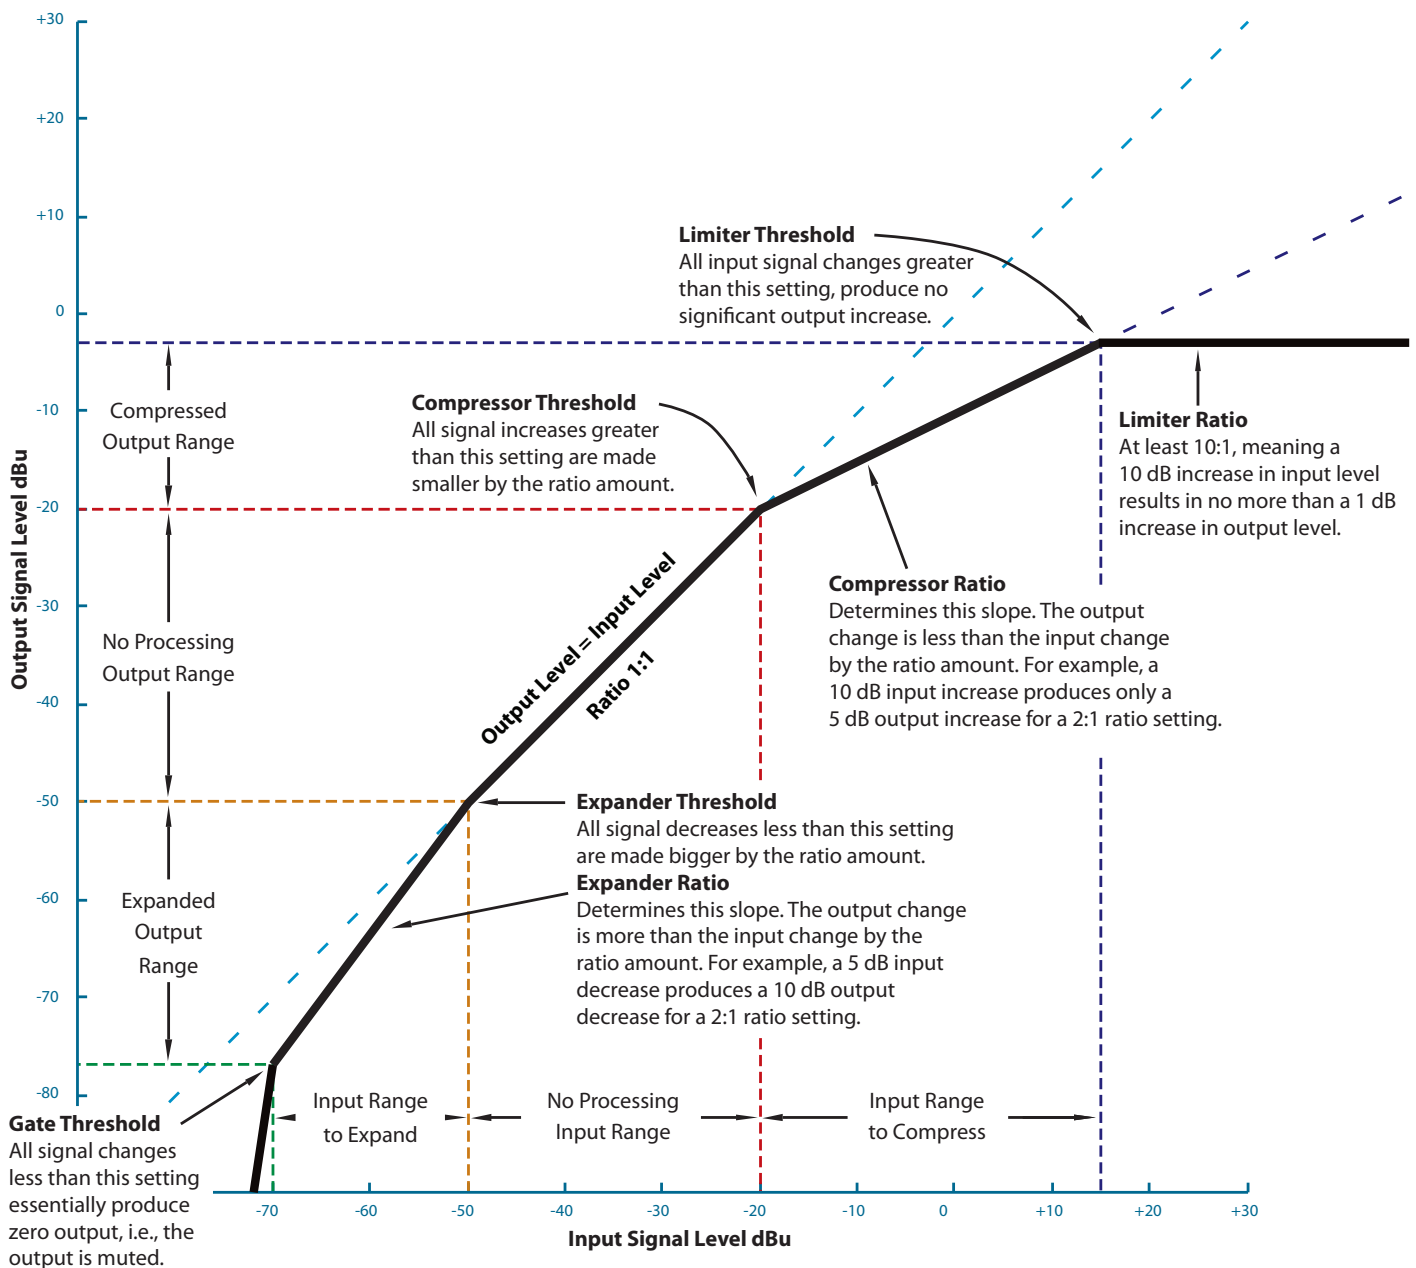 +30
+20
+10
0
-10
-20
-30
-40
-50
-60
-70
-80
Output Signal Level dBu
Compressed
Output Range
No Processing
Output Range
Expanded
Output
Range
Limiter Threshold
All input signal changes greater
than this setting, produce no
significant output increase.
Compressor Threshold
All signal increases greater
than this setting are made
smaller by the ratio amount.
Limiter Ratio
At least 10:1, meaning a
10 dB increase in input level
results in no more than a 1 dB
increase in output level.
Compressor Ratio
Determines this slope. The output
change is less than the input change
by the ratio amount. For example, a
10 dB input increase produces only a
5 dB output increase for a 2:1 ratio setting.
Output Level = Input Level
Ratio 1:1
Expander Threshold
All signal decreases less than this setting
are made bigger by the ratio amount.
Expander Ratio
Determines this slope. The output change
is more than the input change by the
ratio amount. For example, a 5 dB input
decrease produces a 10 dB output
decrease for a 2:1 ratio setting.
Gate Threshold
All signal changes
less than this setting
essentially produce
zero output, i.e., the
output is muted.
Input Range
to Expand
No Processing
Input Range
Input Range
to Compress
-70
-60
-50
-40
-30
-20
-10
0
+10
+20
+30
Input Signal Level dBu